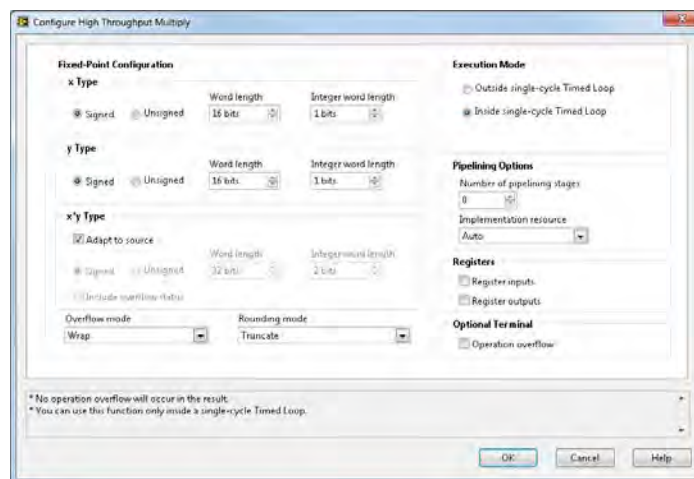 Configure High Throughput Multiply
Fixed-Point Configuration
x Type
Word length Integer word length
Signed Unsigned 16 bits 1 bits
y Type
Word length Integer word length
Signed Unsigned 16 bits 1 bits
x*y Type
Adapt to source
Word length Integer word length
Signed Unsigned 32 bits 2 bits
Include overflow status
Overflow mode Rounding mode
Wrap Truncate
Execution Mode
Outside single-cycle Timed Loop
Inside single-cycle Timed Loop
Pipelining Options
Number of pipelining stages
0
Implementation resource
Auto
Registers
Register inputs
Register outputs
Optional Terminal
Operation overflow
* No operation overflow will occur in the result.
* You can use this function only inside a single-cycle Timed Loop.
OK Cancel Help